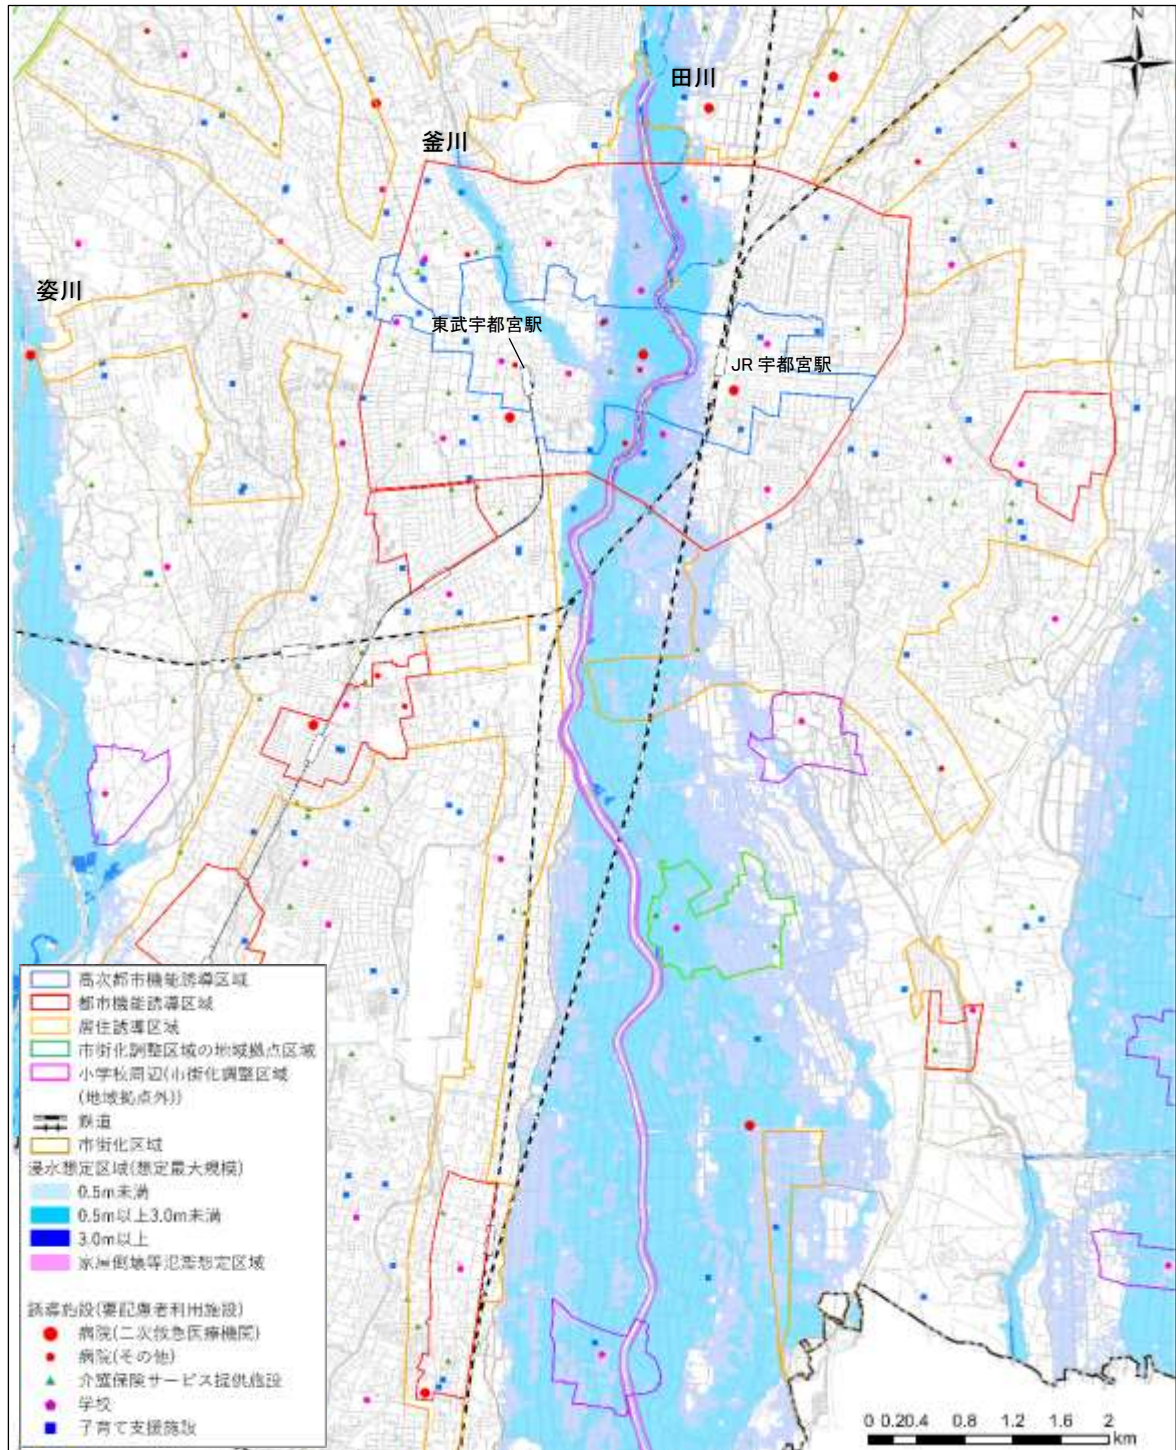 N
田川
釜川
姿川
東武宇都宮駅
JR 宇都宮駅
高次都市機能誘導区域
都市機能誘導区域
居住誘導区域
市街化調整区域の地域拠点区域
小学校周辺(市街化調整区域
(地域拠点外))
鉄道
市街化区域
浸水想定区域(想定最大規模)
0.5m未満
0.5m以上3.0m未満
3.0m以上
家屋倒壊等氾濫想定区域
誘導施設(要配慮者利用施設)
病院(二次救急医療機関)
病院(その他)
介護保険サービス提供施設
学校
子育て支援施設
0 0.20.4 0.8 1.2 1.6 2
km